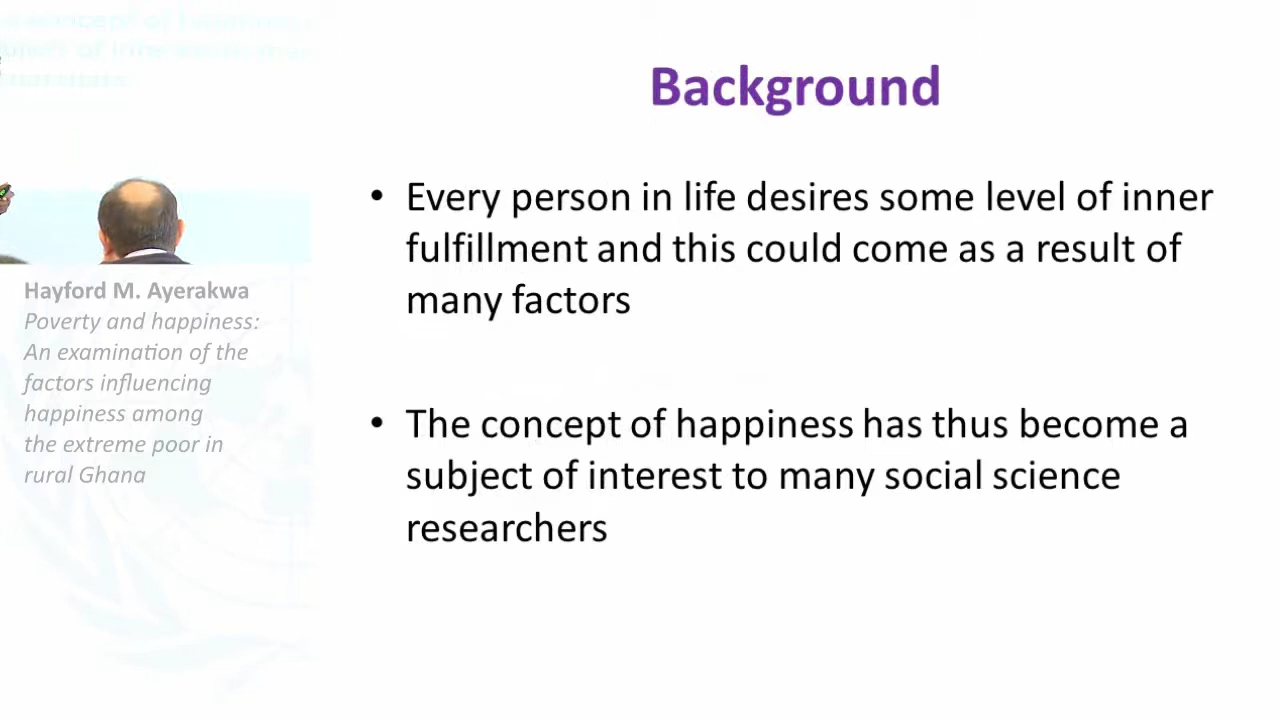 Background
• Every person in life desires some level of inner
fulfillment and this could come as a result of
many factors
• The concept of happiness has thus become a
subject of interest to many social science
researchers
Hayford M. Ayerakwa
Poverty and happiness:
An examination of the
factors influencing
happiness among
the extreme poor in
rural Ghana